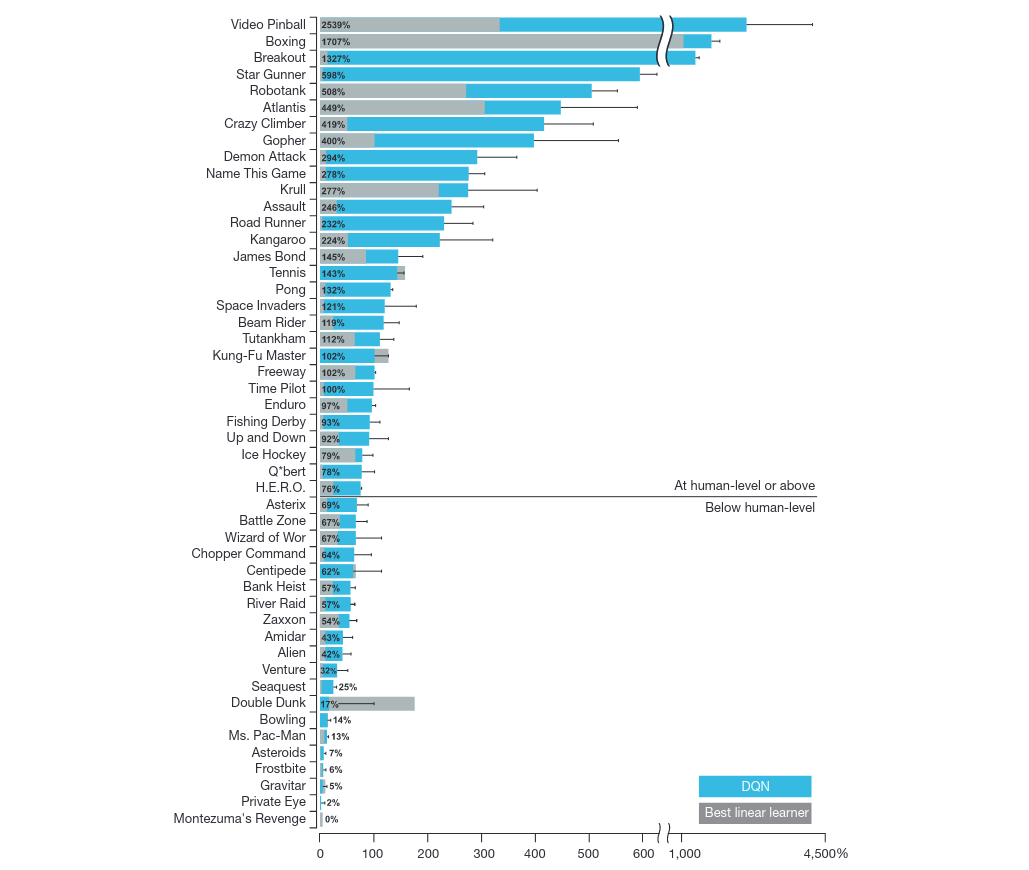 Video Pinball 2539%
Boxing 1707%
Breakout 1327%
Star Gunner 598%
Robotank 508%
Atlantis 449%
Crazy Climber 419%
Gopher 400%
Demon Attack 294%
Name This Game 278%
Krull 277%
Assault 246%
Road Runner 232%
Kangaroo 224%
James Bond 145%
Tennis 143%
Pong 132%
Space Invaders 121%
Beam Rider 119%
Tutankham 112%
Kung-Fu Master 102%
Freeway 102%
Time Pilot 100%
Enduro 97%
Fishing Derby 93%
Up and Down 92%
Ice Hockey 79%
Q*bert 78%
H.E.R.O. 76%
At human-level or above
Asterix 69%
Below human-level
Battle Zone 67%
Wizard of Wor 67%
Chopper Command 64%
Centipede 62%
Bank Heist 57%
River Raid 57%
Zaxxon 54%
Amidar 43%
Alien 42%
Venture 32%
Seaquest 25%
Double Dunk 17%
Bowling 14%
Ms. Pac-Man 13%
Asteroids 7%
Frostbite 6%
Gravitar 5%
Private Eye 2%
Montezuma's Revenge 0%
DQN
Best linear learner
0 100 200 300 400 500 600 1,000 4,500%